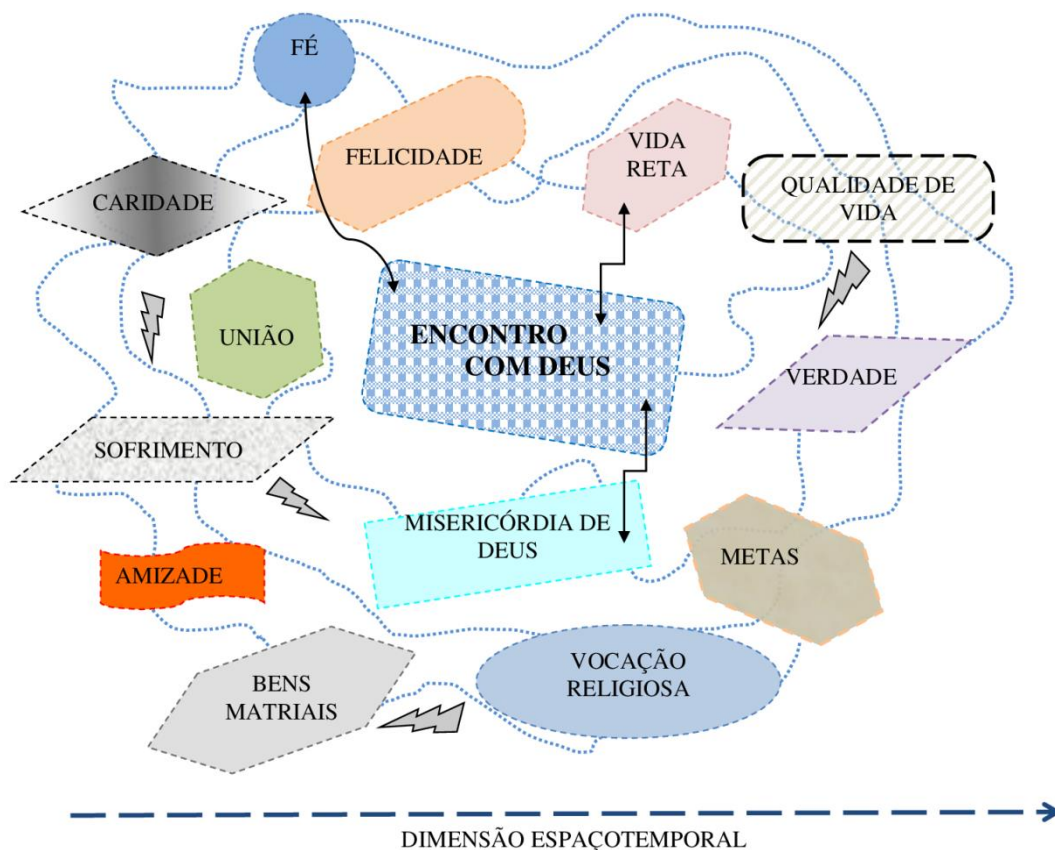 FÉ
FELICIDADE
VIDA
RETA
CARIDADE
QUALIDADE DE
VIDA
UNIÃO
ENCONTRO
COM DEUS
VERDADE
SOFRIMENTO
MISERICÓRDIA DE
DEUS
METAS
AMIZADE
VOCAÇÃO
RELIGIOSA
BENS
MATRIAIS
DIMENSÃO ESPAÇOTEMPORAL